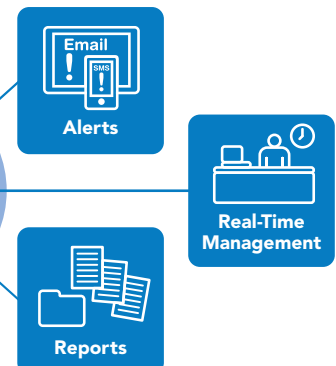 Email
SMS
Alerts
Real-Time
Management
Reports